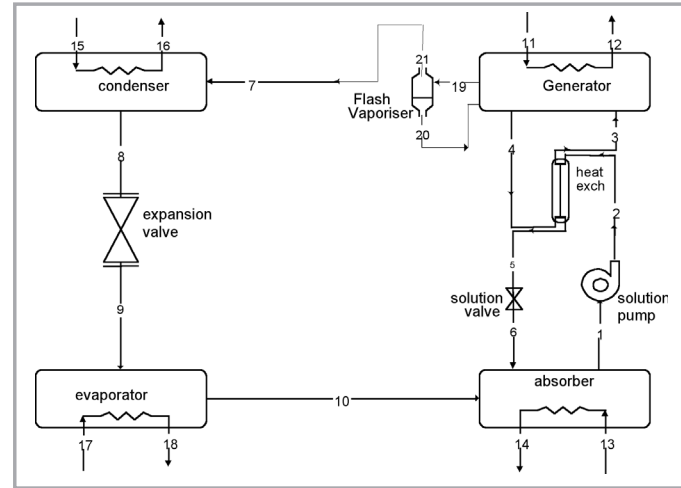 15
16
condenser
7
21
19
Flash
Vaporiser
20
11
12
Generator
4
3
heat
exch
2
8
expansion
valve
9
5
solution
valve
6
solution
pump
1
evaporator
17
18
10
absorber
14
13